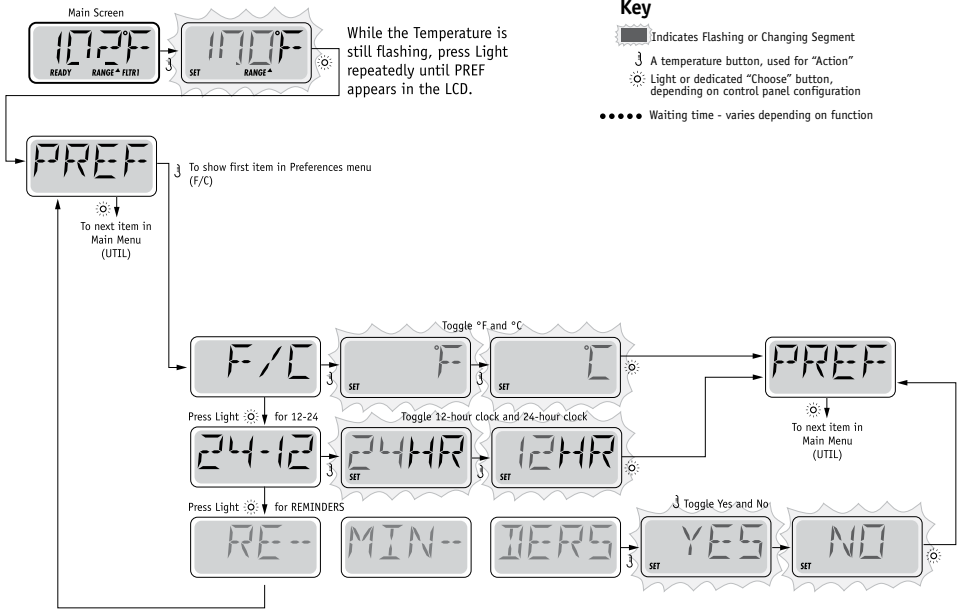 Main Screen
102°F
READY RANGE FLTR1
100°F
SET RANGE
While the Temperature is
still flashing, press Light
repeatedly until PREF
appears in the LCD.
Key
Indicates Flashing or Changing Segment
A temperature button, used for “Action”
Light or dedicated “Choose” button,
depending on control panel configuration
Waiting time - varies depending on function
PREF
To show first item in Preferences menu
(F/C)
To next item in
Main Menu
(UTIL)
Toggle °F and °C
F/C
°F
SET
°C
SET
PREF
Press Light for 12-24
Toggle 12-hour clock and 24-hour clock
To next item in
Main Menu
(UTIL)
24-12
24HR
SET
12HR
SET
Press Light for REMINDERS
Toggle Yes and No
RE--
MIN--
DERS
YES
SET
NO
SET